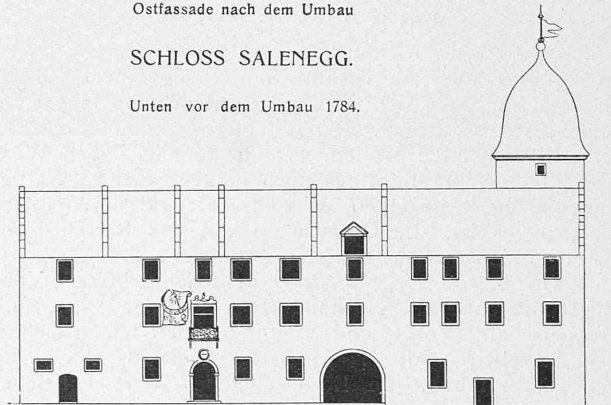 Ostfassade nach dem Umbau
SCHLOSS SALENEGG.
Unten vor dem Umbau 1784.